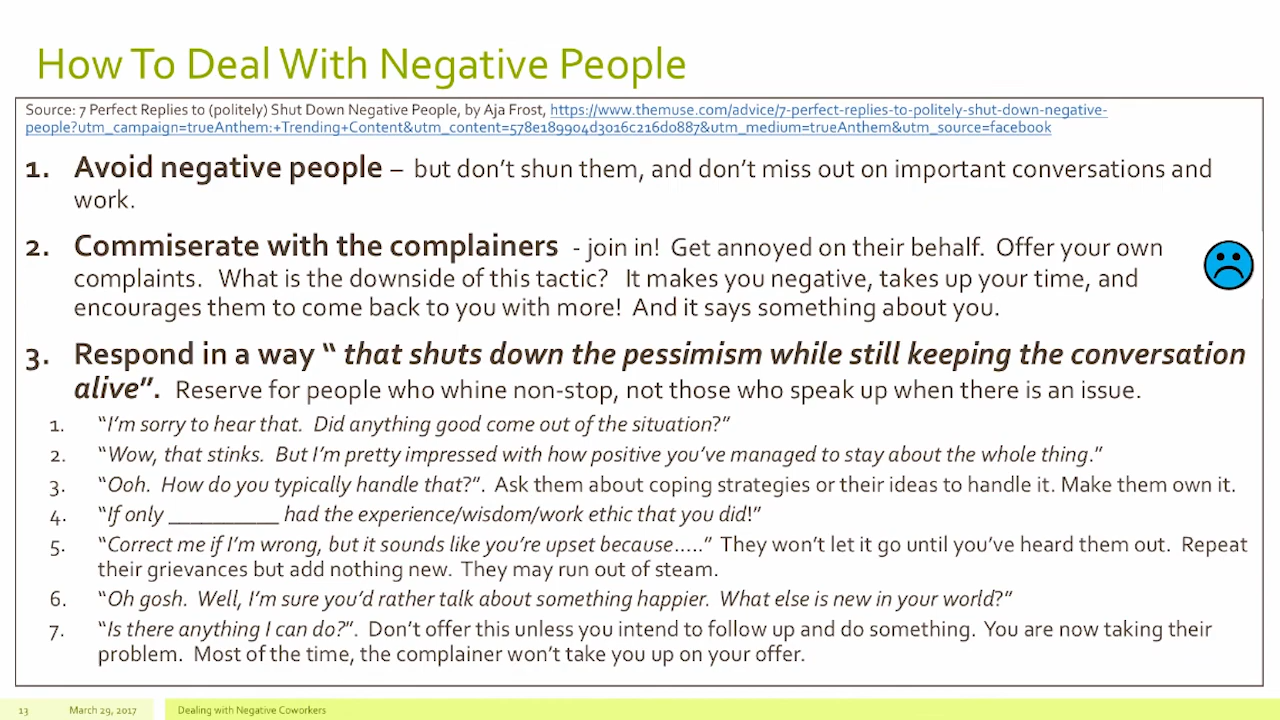 How To Deal With Negative People
Source: 7 Perfect Replies to (politely) Shut Down Negative People, by Aja Frost, https://www.themuse.com/advice/7-perfect-replies-to-politely-shut-down-negative-
people?utm_campaign=trueAnthem:+Trending+Content&utm_content=578e189904d3016c216d0887&utm_medium=trueAnthem&utm_source=facebook
1. Avoid negative people – but don't shun them, and don't miss out on important conversations and
work.
2. Commiserate with the complainers - join in! Get annoyed on their behalf. Offer your own
complaints. What is the downside of this tactic? It makes you negative, takes up your time, and
encourages them to come back to you with more! And it says something about you.
3. Respond in a way “ that shuts down the pessimism while still keeping the conversation
alive”. Reserve for people who whine non-stop, not those who speak up when there is an issue.
1. “I'm sorry to hear that. Did anything good come out of the situation?”
2. “Wow, that stinks. But I'm pretty impressed with how positive you've managed to stay about the whole thing.”
3. “Ooh. How do you typically handle that?”. Ask them about coping strategies or their ideas to handle it. Make them own it.
4. “If only __________ had the experience/wisdom/work ethic that you did!”
5. “Correct me if I'm wrong, but it sounds like you're upset because…..” They won't let it go until you've heard them out. Repeat
their grievances but add nothing new. They may run out of steam.
6. “Oh gosh. Well, I'm sure you'd rather talk about something happier. What else is new in your world?”
7. “Is there anything I can do?”. Don't offer this unless you intend to follow up and do something. You are now taking their
problem. Most of the time, the complainer won't take you up on your offer.
13 March 29, 2017 Dealing with Negative Coworkers